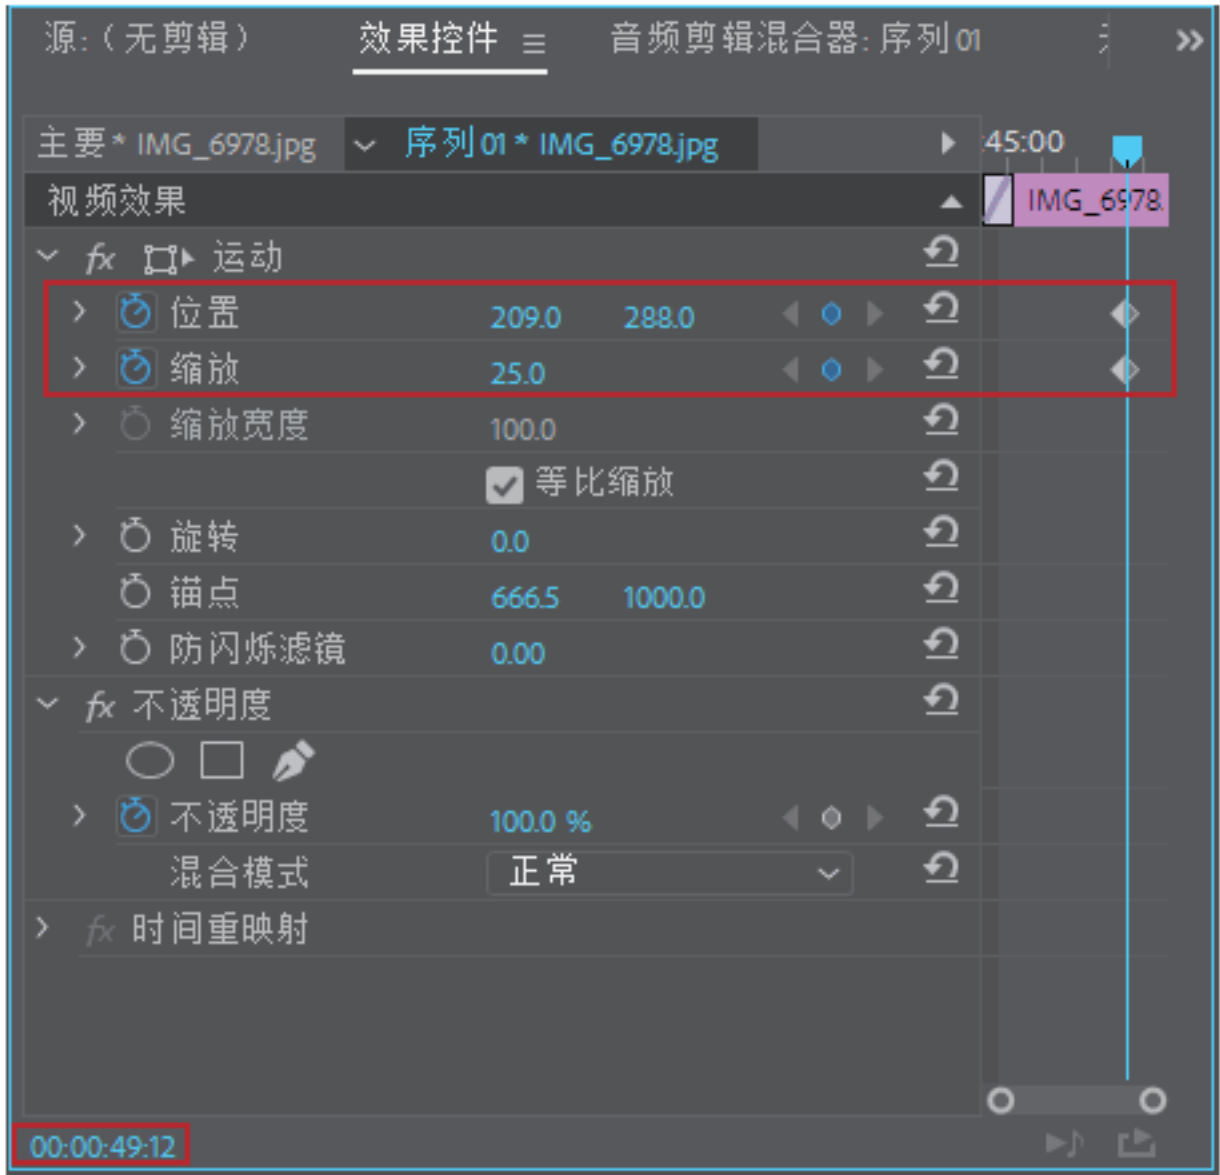 源:（无剪辑） 效果控件 音频剪辑混合器: 序列 01
主要* IMG_6978.jpg 序列 01 * IMG_6978.jpg :45:00
视频效果 IMG_6978.
fx 运动
位置 209.0 288.0
缩放 25.0
缩放宽度 100.0
等比缩放
旋转 0.0
锚点 666.5 1000.0
防闪烁滤镜 0.00
fx 不透明度
不透明度 100.0 %
混合模式 正常
fx 时间重映射
00:00:49:12